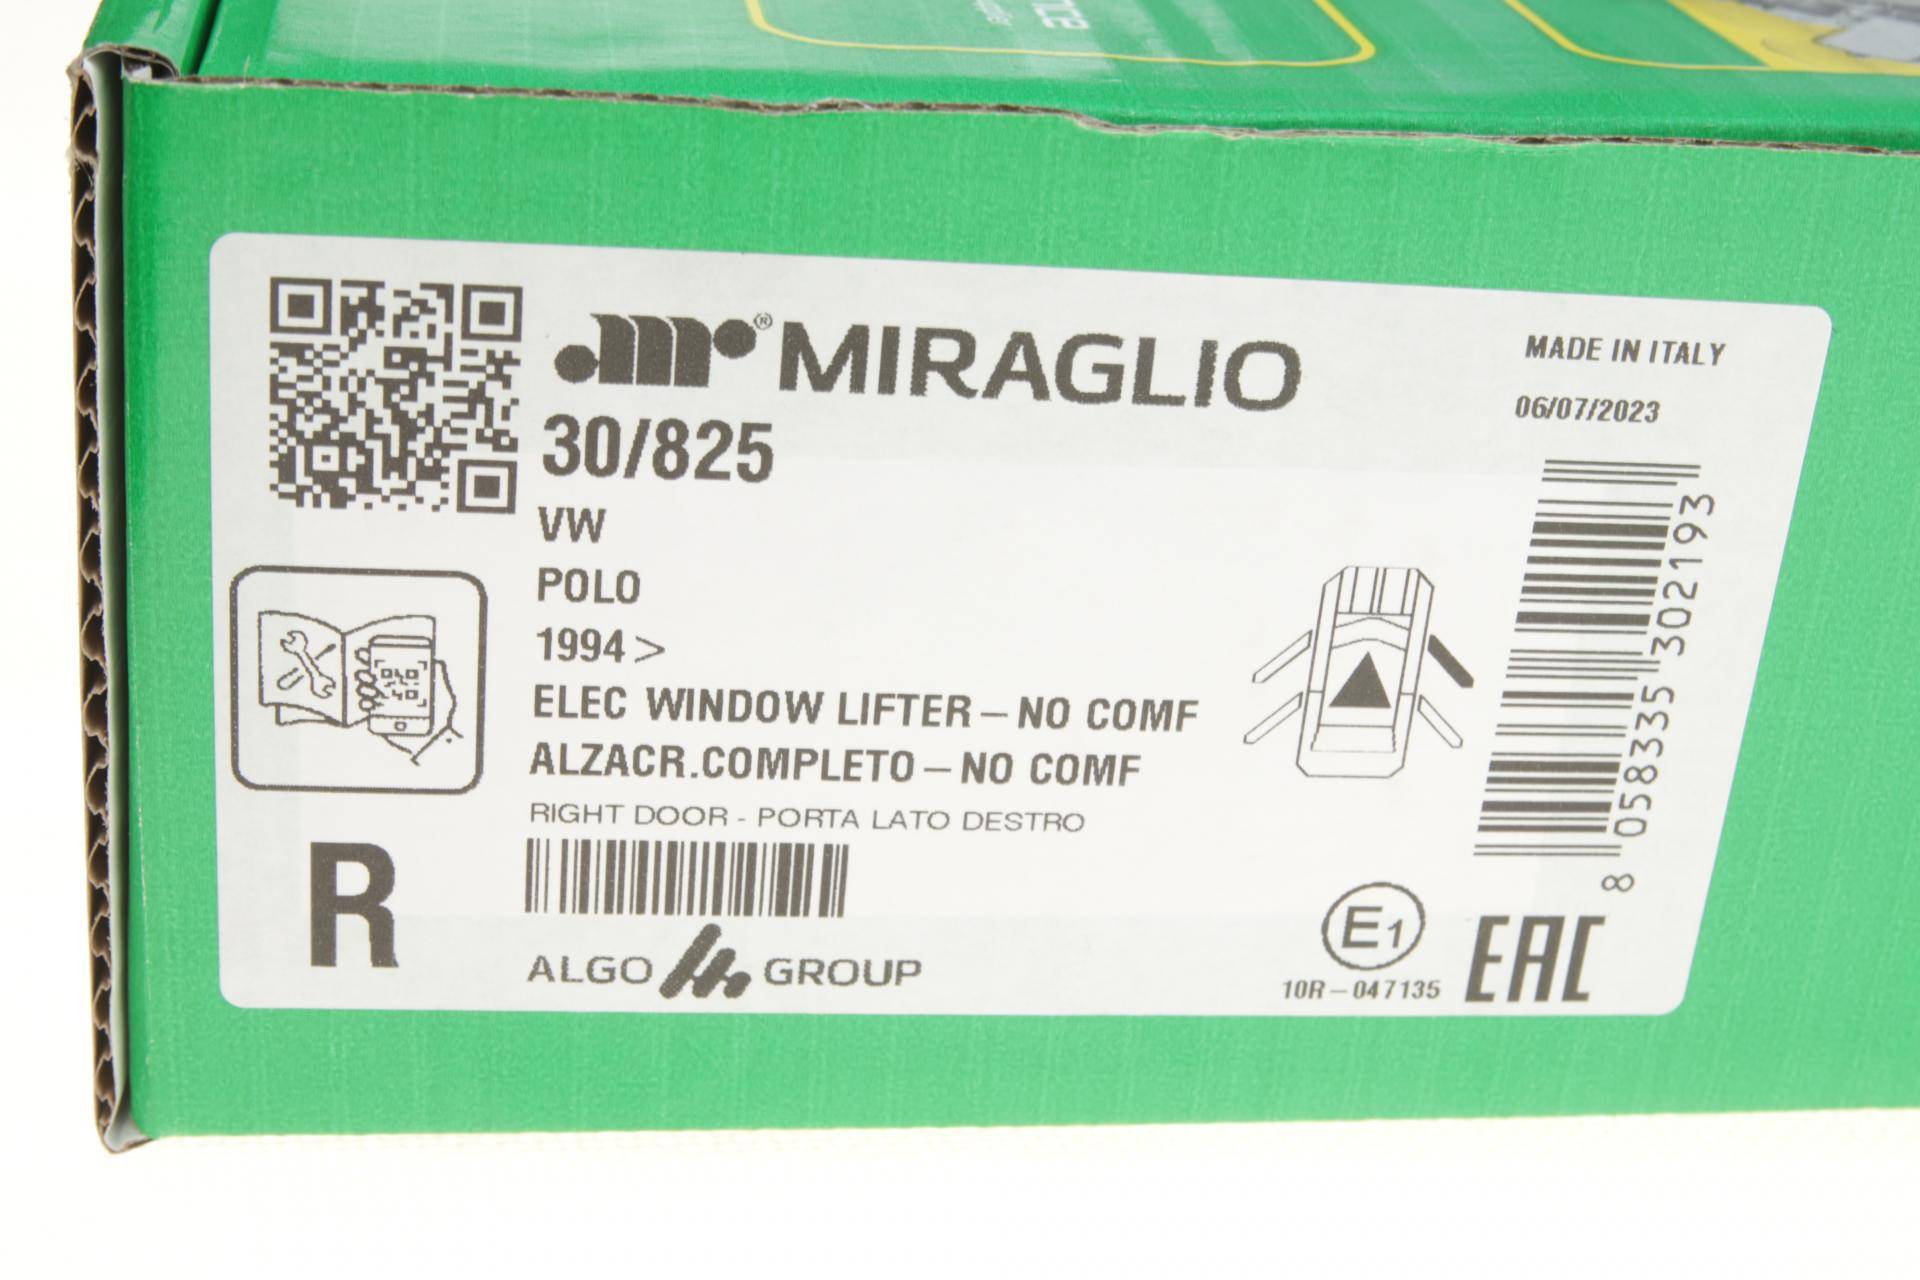 MIRAGLIO
MADE IN ITALY
06/07/2023
30/825
VW
POLO
1994 >
ELEC WINDOW LIFTER – NO COMF
ALZACR.COMPLETO – NO COMF
RIGHT DOOR - PORTA LATO DESTRO
R
ALGO GROUP
8 058335 302193
E1
10R – 047135
EAC